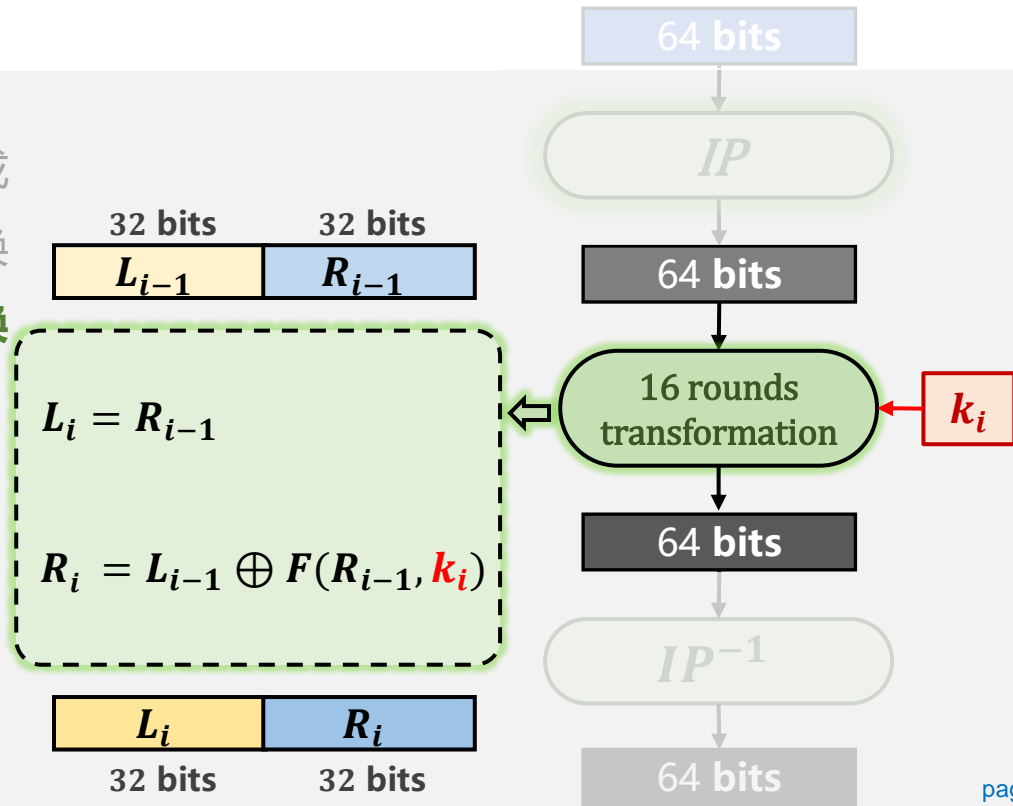 64 bits
IP
换
换
32 bits 32 bits
L_{i-1} R_{i-1}
64 bits
L_i = R_{i-1}
16 rounds
transformation
k_i
R_i = L_{i-1} ⊕ F(R_{i-1}, k_i)
64 bits
IP^{-1}
L_i R_i
32 bits 32 bits
64 bits